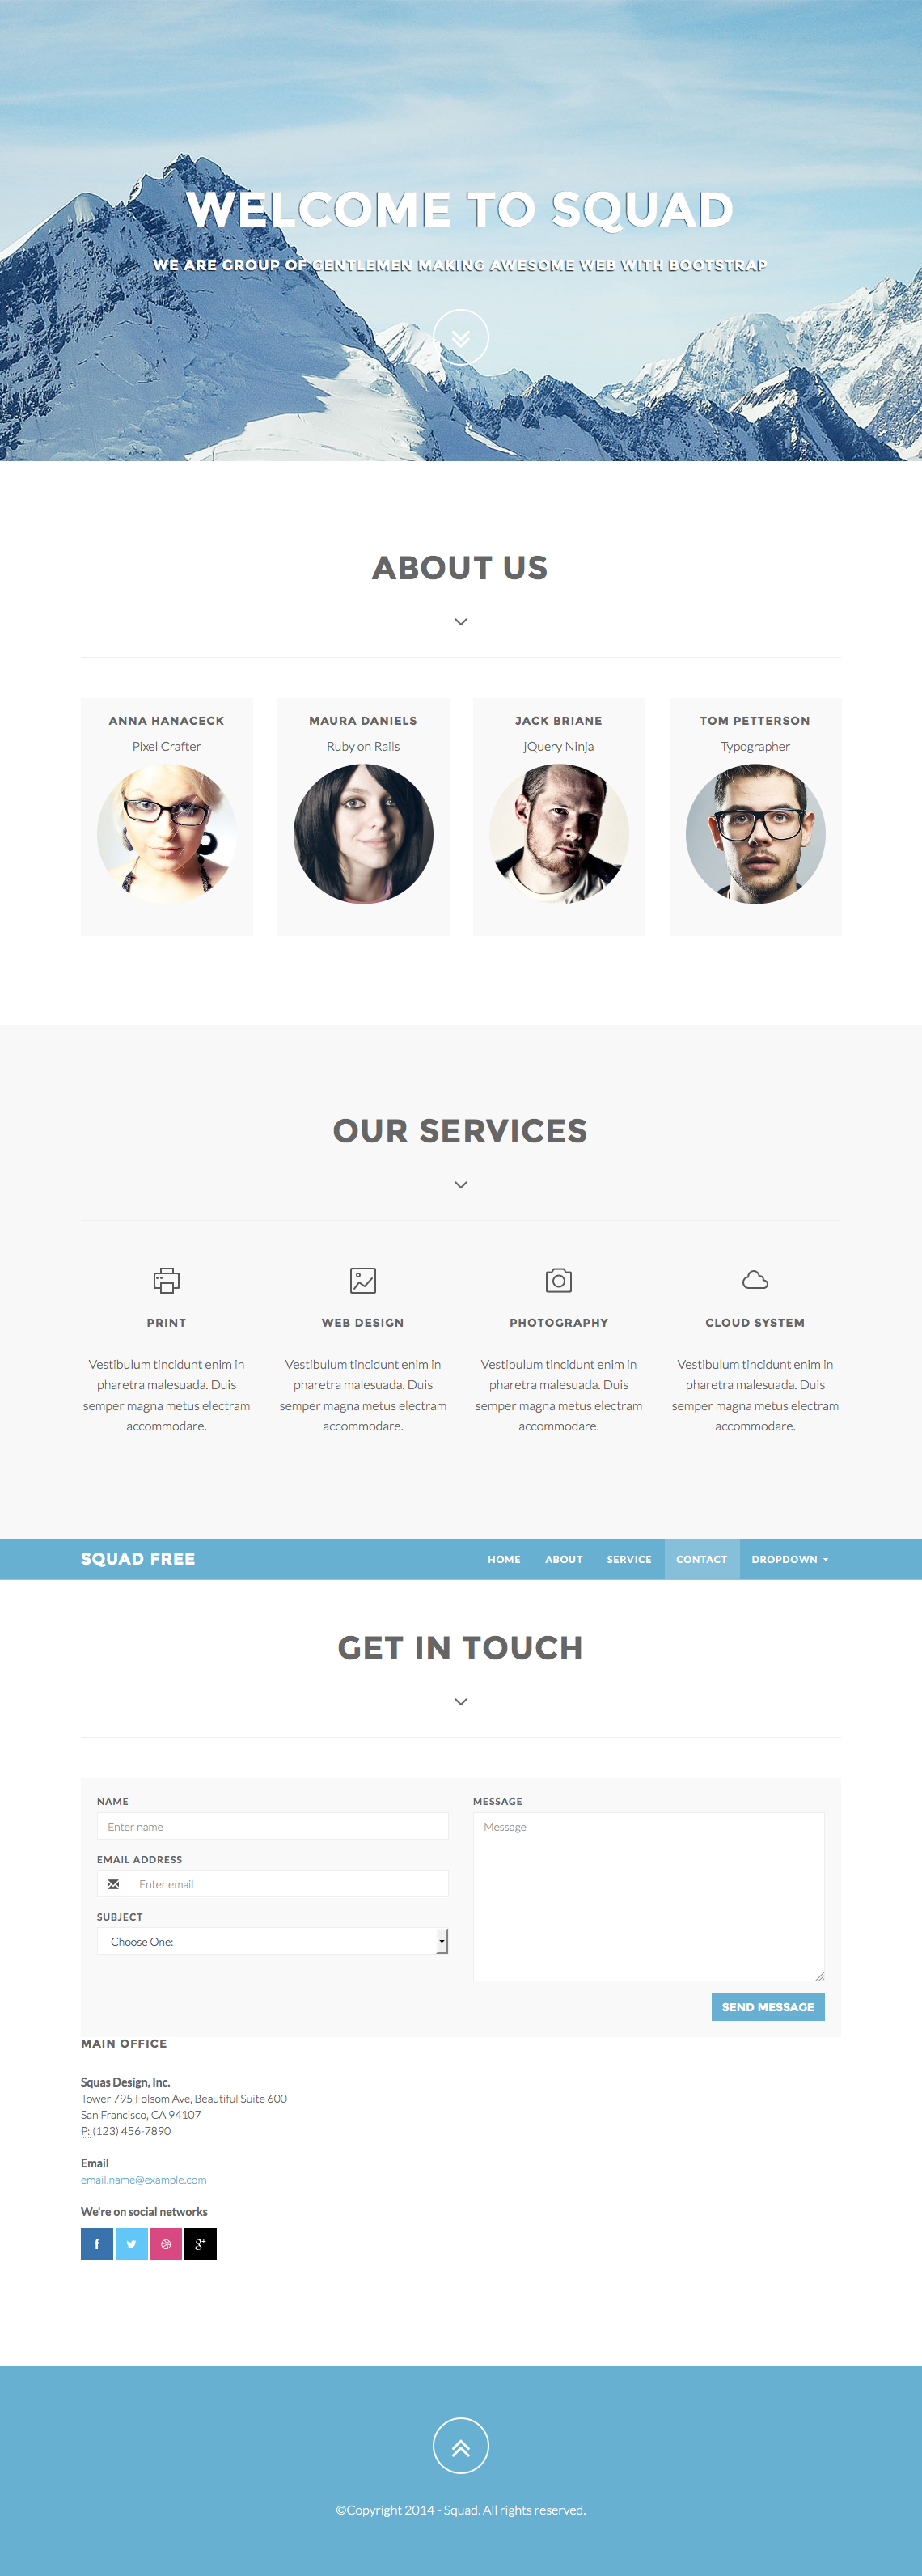 WELCOME TO SQUAD
WE ARE GROUP OF GENTLEMEN MAKING AWESOME WEB WITH BOOTSTRAP
ABOUT US
ANNA HANACECK
Pixel Crafter
MAURA DANIELS
Ruby on Rails
JACK BRIANE
jQuery Ninja
TOM PETTERSON
Typographer
OUR SERVICES
PRINT
Vestibulum tincidunt enim in
pharetra malesuada. Duis
semper magna metus electram
accommodare.
WEB DESIGN
Vestibulum tincidunt enim in
pharetra malesuada. Duis
semper magna metus electram
accommodare.
PHOTOGRAPHY
Vestibulum tincidunt enim in
pharetra malesuada. Duis
semper magna metus electram
accommodare.
CLOUD SYSTEM
Vestibulum tincidunt enim in
pharetra malesuada. Duis
semper magna metus electram
accommodare.
SQUAD FREE
HOME ABOUT SERVICE CONTACT DROPDOWN
GET IN TOUCH
NAME
Enter name
EMAIL ADDRESS
Enter email
SUBJECT
Choose One:
MESSAGE
Message
SEND MESSAGE
MAIN OFFICE
Squas Design, Inc.
Tower 795 Folsom Ave, Beautiful Suite 600
San Francisco, CA 94107
P: (123) 456-7890
Email
email.name@example.com
We're on social networks
f
g+
©Copyright 2014 - Squad. All rights reserved.